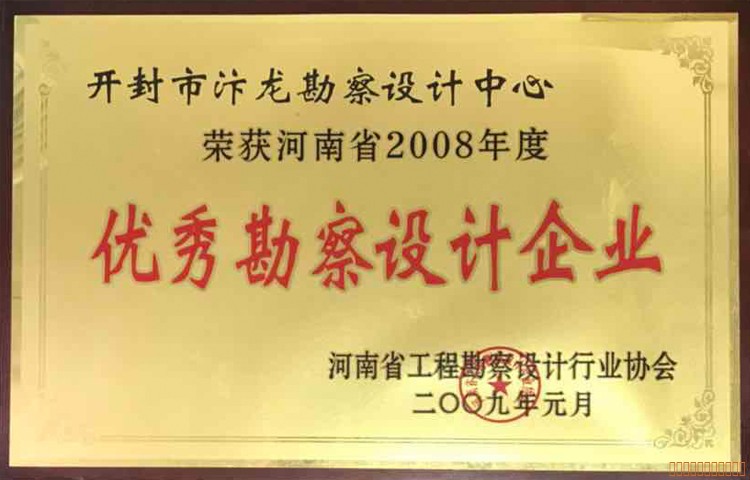 开封市汴龙勘察设计中心
荣获河南省2008年度
优秀勘察设计企业
河南省工程勘察设计行业协会
二〇〇九年元月